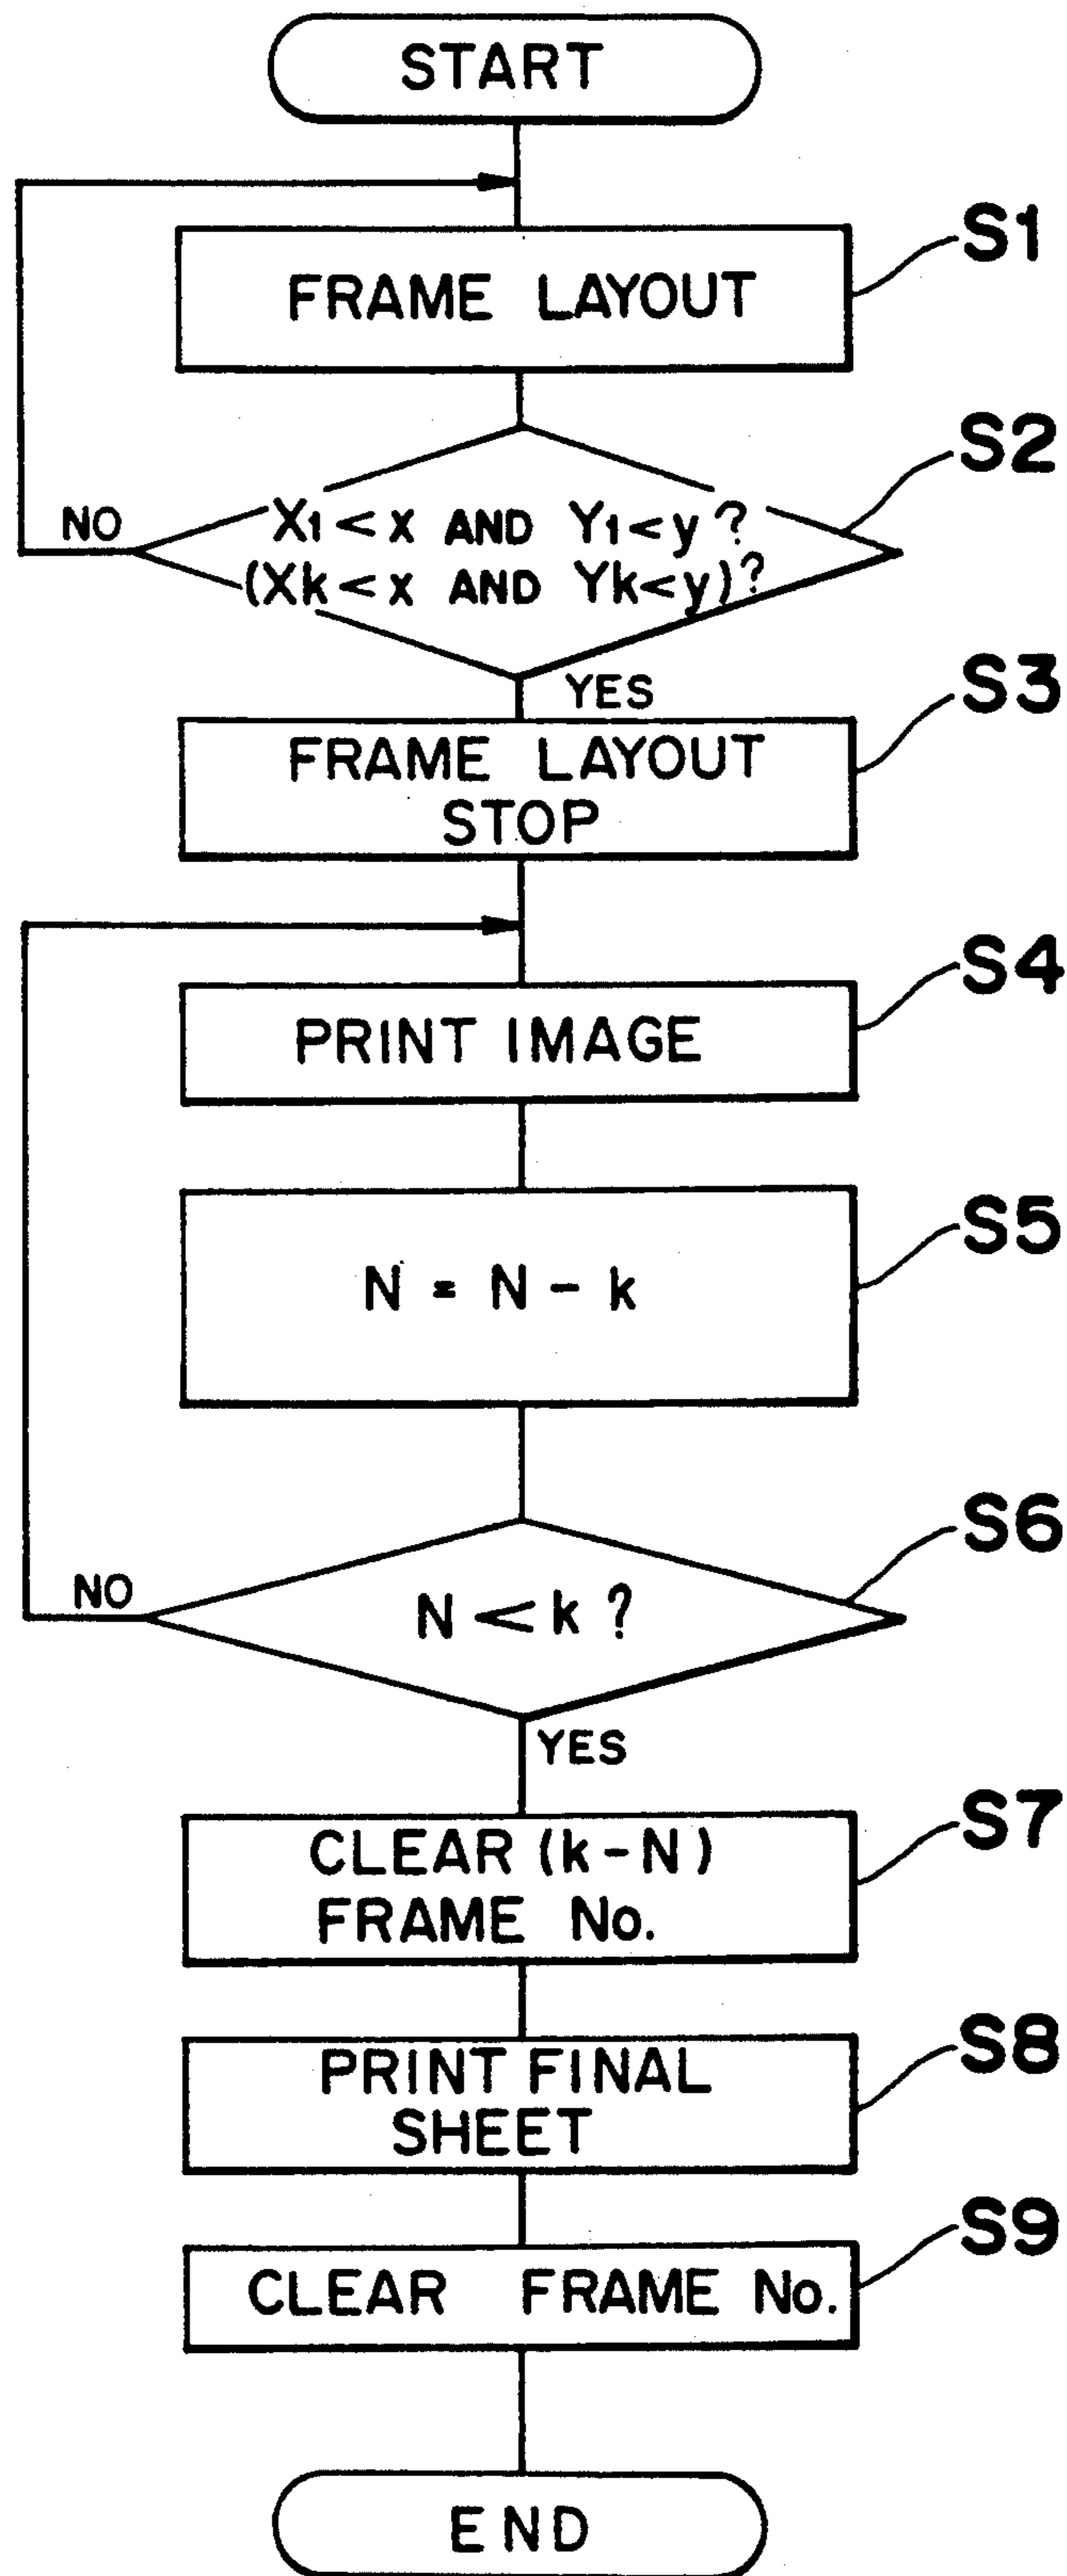 START
S1
FRAME LAYOUT
S2
NO
X1 < x AND Y1 < y ?
(Xk < x AND Yk < y) ?
YES
S3
FRAME LAYOUT
STOP
S4
PRINT IMAGE
S5
N = N - k
S6
NO
N < k ?
YES
S7
CLEAR (k - N)
FRAME No.
S8
PRINT FINAL
SHEET
S9
CLEAR FRAME No.
END